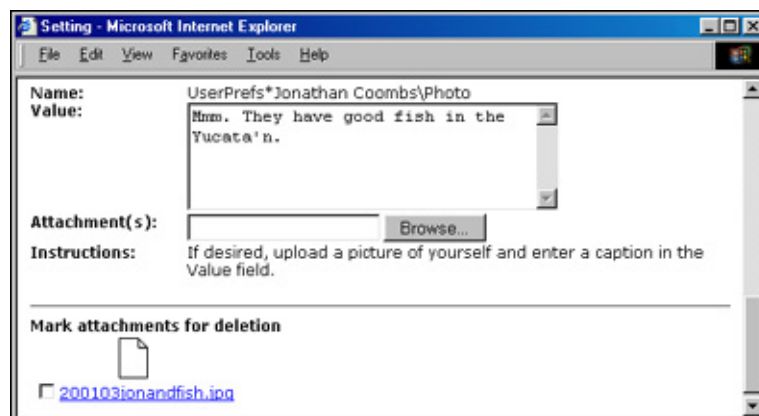 Setting - Microsoft Internet Explorer
File Edit View Favorites Tools Help
Name: UserPrefs*Jonathan Coombs\Photo
Value: Mmm. They have good fish in the
Yucata'n.
Attachment(s): Browse...
Instructions: If desired, upload a picture of yourself and enter a caption in the
Value field.
Mark attachments for deletion
200103jonandfish.jpg